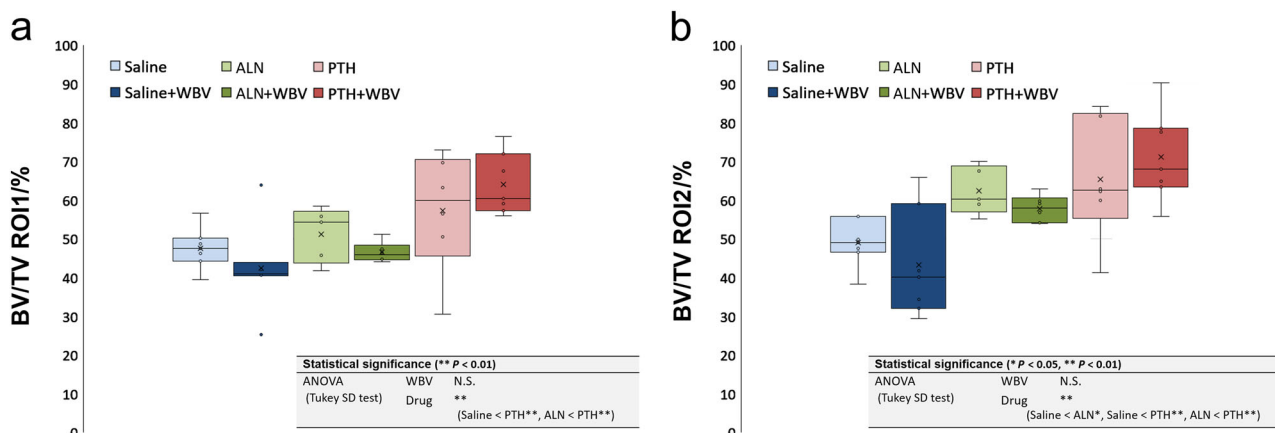 a
100
90
80
70
60
50
40
30
20
10
0
BV/TV ROI1/%
Saline ALN PTH
Saline+WBV ALN+WBV PTH+WBV
Statistical significance (** P < 0.01)
ANOVA WBV N.S.
(Tukey SD test) Drug **
(Saline < PTH**, ALN < PTH**)
b
100
90
80
70
60
50
40
30
20
10
0
BV/TV ROI2/%
Saline ALN PTH
Saline+WBV ALN+WBV PTH+WBV
Statistical significance (* P < 0.05, ** P < 0.01)
ANOVA WBV N.S.
(Tukey SD test) Drug **
(Saline < ALN*, Saline < PTH**, ALN < PTH**)